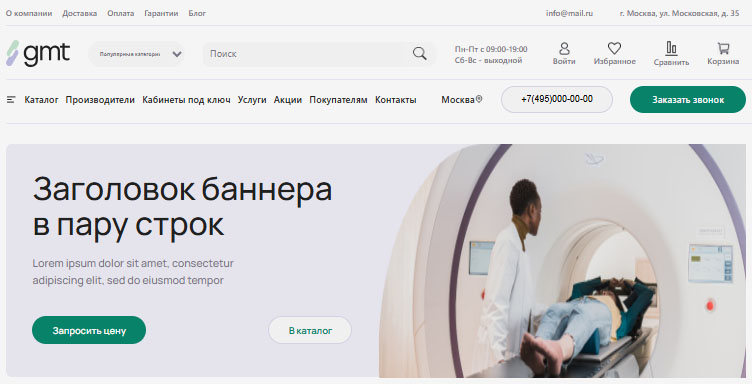 О компании Доставка Оплата Гарантии Блог info@mail.ru г. Москва, ул. Московская, д. 35
gmt Популярные категории Поиск Пн-Пт с 09:00-19:00
Сб-Вс - выходной
Войти Избранное Сравнить Корзина
Каталог Производители Кабинеты под ключ Услуги Акции Покупателям Контакты Москва +7(495)000-00-00 Заказать звонок
Заголовок баннера
в пару строк
Lorem ipsum dolor sit amet, consectetur
adipiscing elit, sed do eiusmod tempor
Запросить цену В каталог